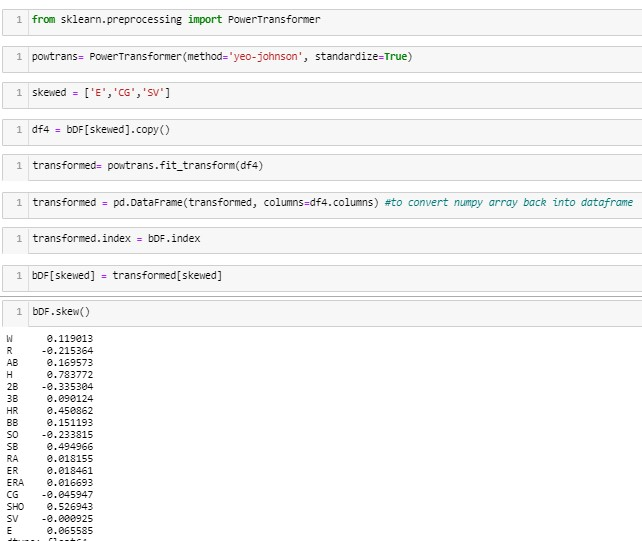 1 from sklearn.preprocessing import PowerTransformer
1 powtrans= PowerTransformer(method='yeo-johnson', standardize=True)
1 skewed = ['E','CG','SV']
1 df4 = bDF[skewed].copy()
1 transformed= powtrans.fit_transform(df4)
1 transformed = pd.DataFrame(transformed, columns=df4.columns) #to convert numpy array back into dataframe
1 transformed.index = bDF.index
1 bDF[skewed] = transformed[skewed]
1 bDF.skew()
W 0.119013
R -0.215364
AB 0.169573
H 0.783772
2B -0.335304
3B 0.090124
HR 0.450862
BB 0.151193
SO -0.233815
SB 0.494966
RA 0.018155
ER 0.018461
ERA 0.016693
CG -0.045947
SHO 0.526943
SV -0.000925
E 0.065585